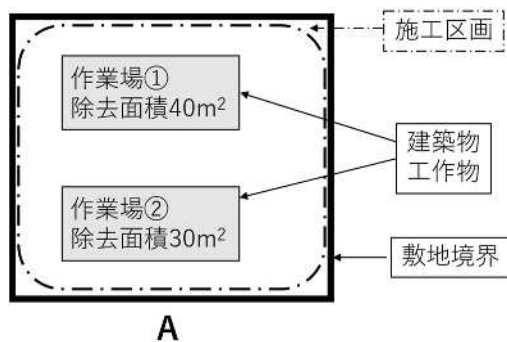 施工区画
作業場①
除去面積40m²
建築物
工作物
作業場②
除去面積30m²
敷地境界
A